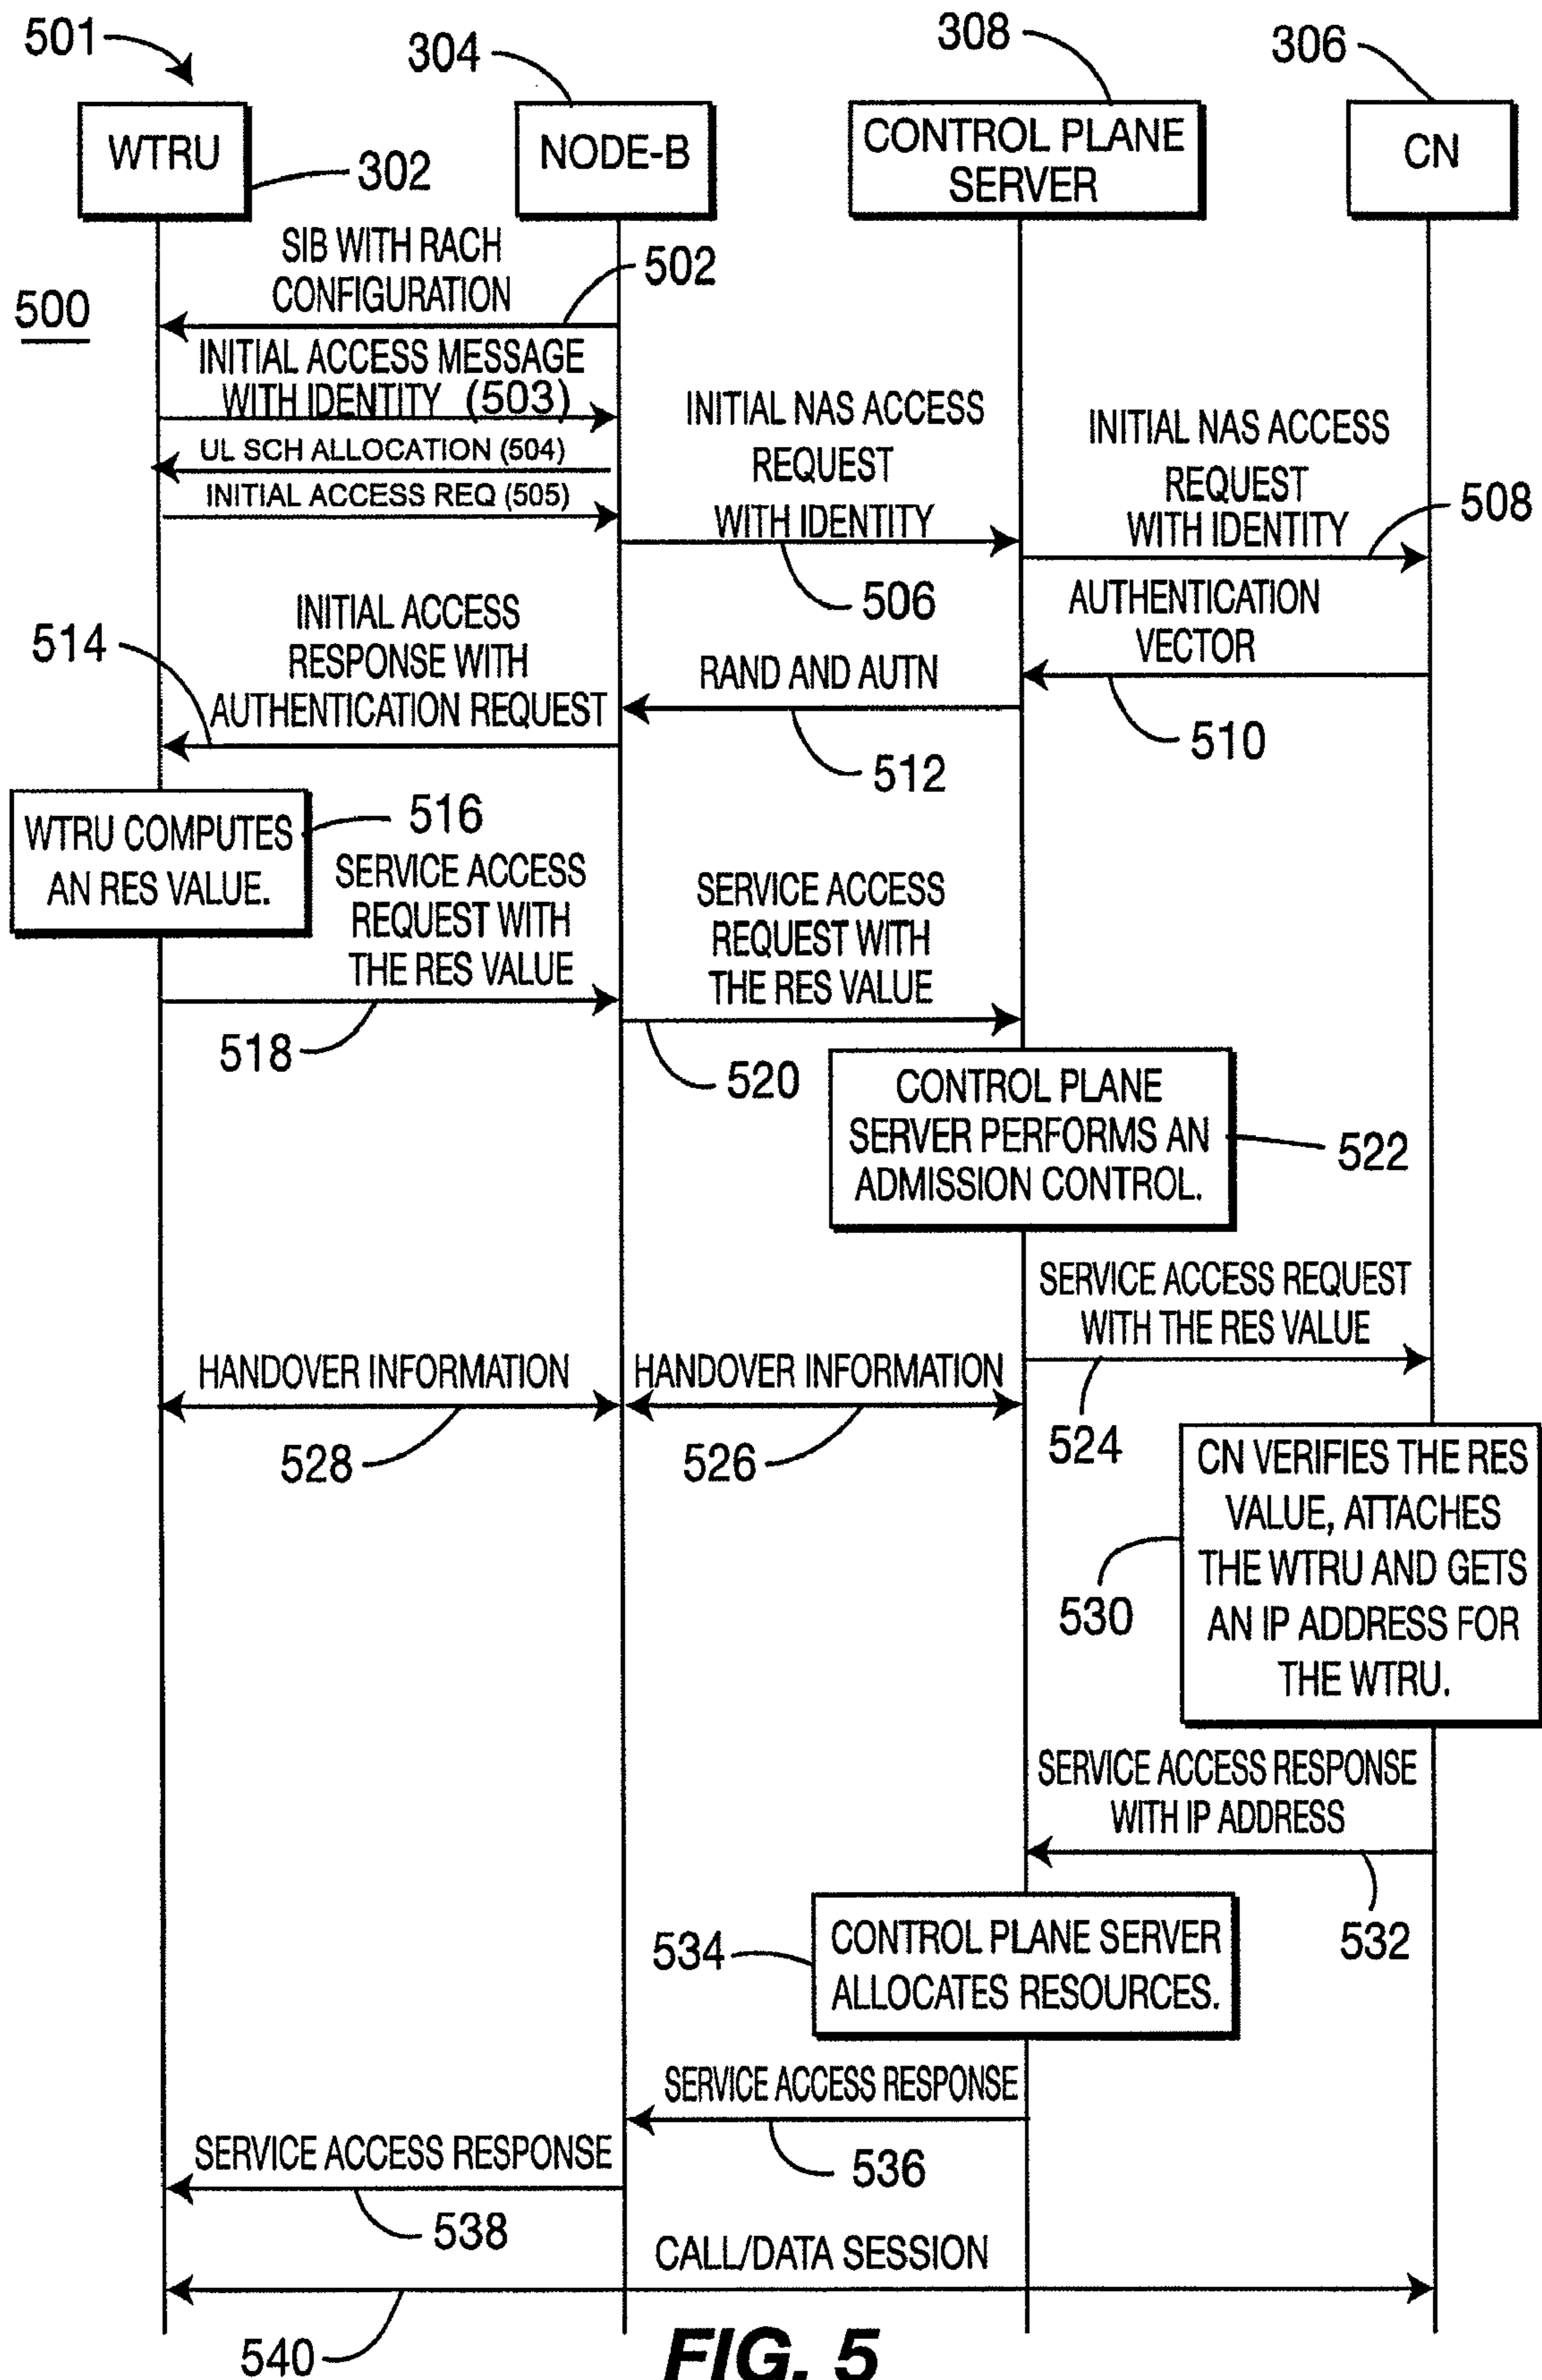 501
304
308
306
WTRU
302
NODE-B
CONTROL PLANE
SERVER
CN
500
SIB WITH RACH
CONFIGURATION
502
INITIAL ACCESS MESSAGE
WITH IDENTITY (503)
UL SCH ALLOCATION (504)
INITIAL ACCESS REQ (505)
INITIAL NAS ACCESS
REQUEST
WITH IDENTITY
506
INITIAL NAS ACCESS
REQUEST
WITH IDENTITY
508
AUTHENTICATION
VECTOR
510
RAND AND AUTN
512
514
INITIAL ACCESS
RESPONSE WITH
AUTHENTICATION REQUEST
WTRU COMPUTES
AN RES VALUE.
516
SERVICE ACCESS
REQUEST WITH
THE RES VALUE
518
SERVICE ACCESS
REQUEST WITH
THE RES VALUE
520
CONTROL PLANE
SERVER PERFORMS AN
ADMISSION CONTROL.
522
SERVICE ACCESS REQUEST
WITH THE RES VALUE
524
HANDOVER INFORMATION
528
HANDOVER INFORMATION
526
CN VERIFIES THE RES
VALUE, ATTACHES
THE WTRU AND GETS
AN IP ADDRESS FOR
THE WTRU.
530
SERVICE ACCESS RESPONSE
WITH IP ADDRESS
532
534
CONTROL PLANE SERVER
ALLOCATES RESOURCES.
SERVICE ACCESS RESPONSE
536
SERVICE ACCESS RESPONSE
538
CALL/DATA SESSION
540
FIG. 5